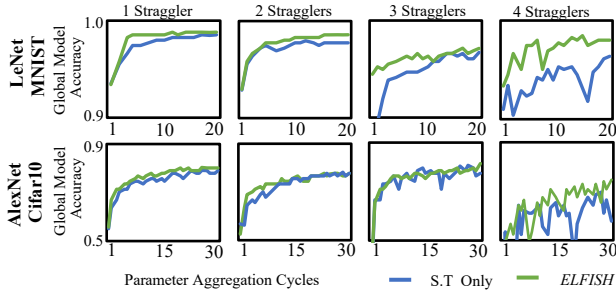 1 Straggler 2 Stragglers 3 Stragglers 4 Stragglers
LeNet
MNIST
Global Model
Accuracy
1.0
0.9
1 10 20 1 10 20 1 10 20 1 10 20
AlexNet
Cifar10
Global Model
Accuracy
0.9
0.5
1 15 30 1 15 30 1 15 30 1 15 30
Parameter Aggregation Cycles S.T Only ELFISH